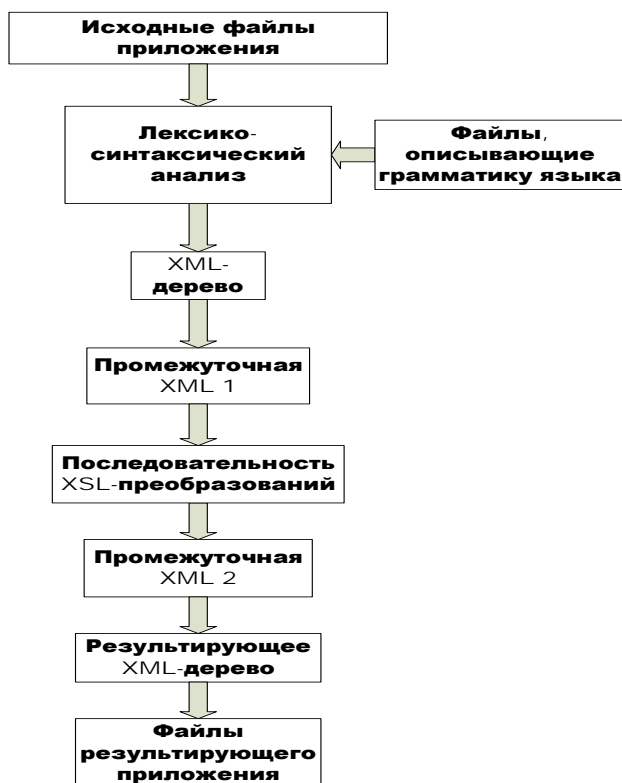 Исходные файлы
приложения
Лексико-
синтаксический
анализ
Файлы,
описывающие
грамматику языка
XML-
дерево
Промежуточная
XML 1
Последовательность
XSL-преобразований
Промежуточная
XML 2
Результирующее
XML-дерево
Файлы
результирующего
приложения